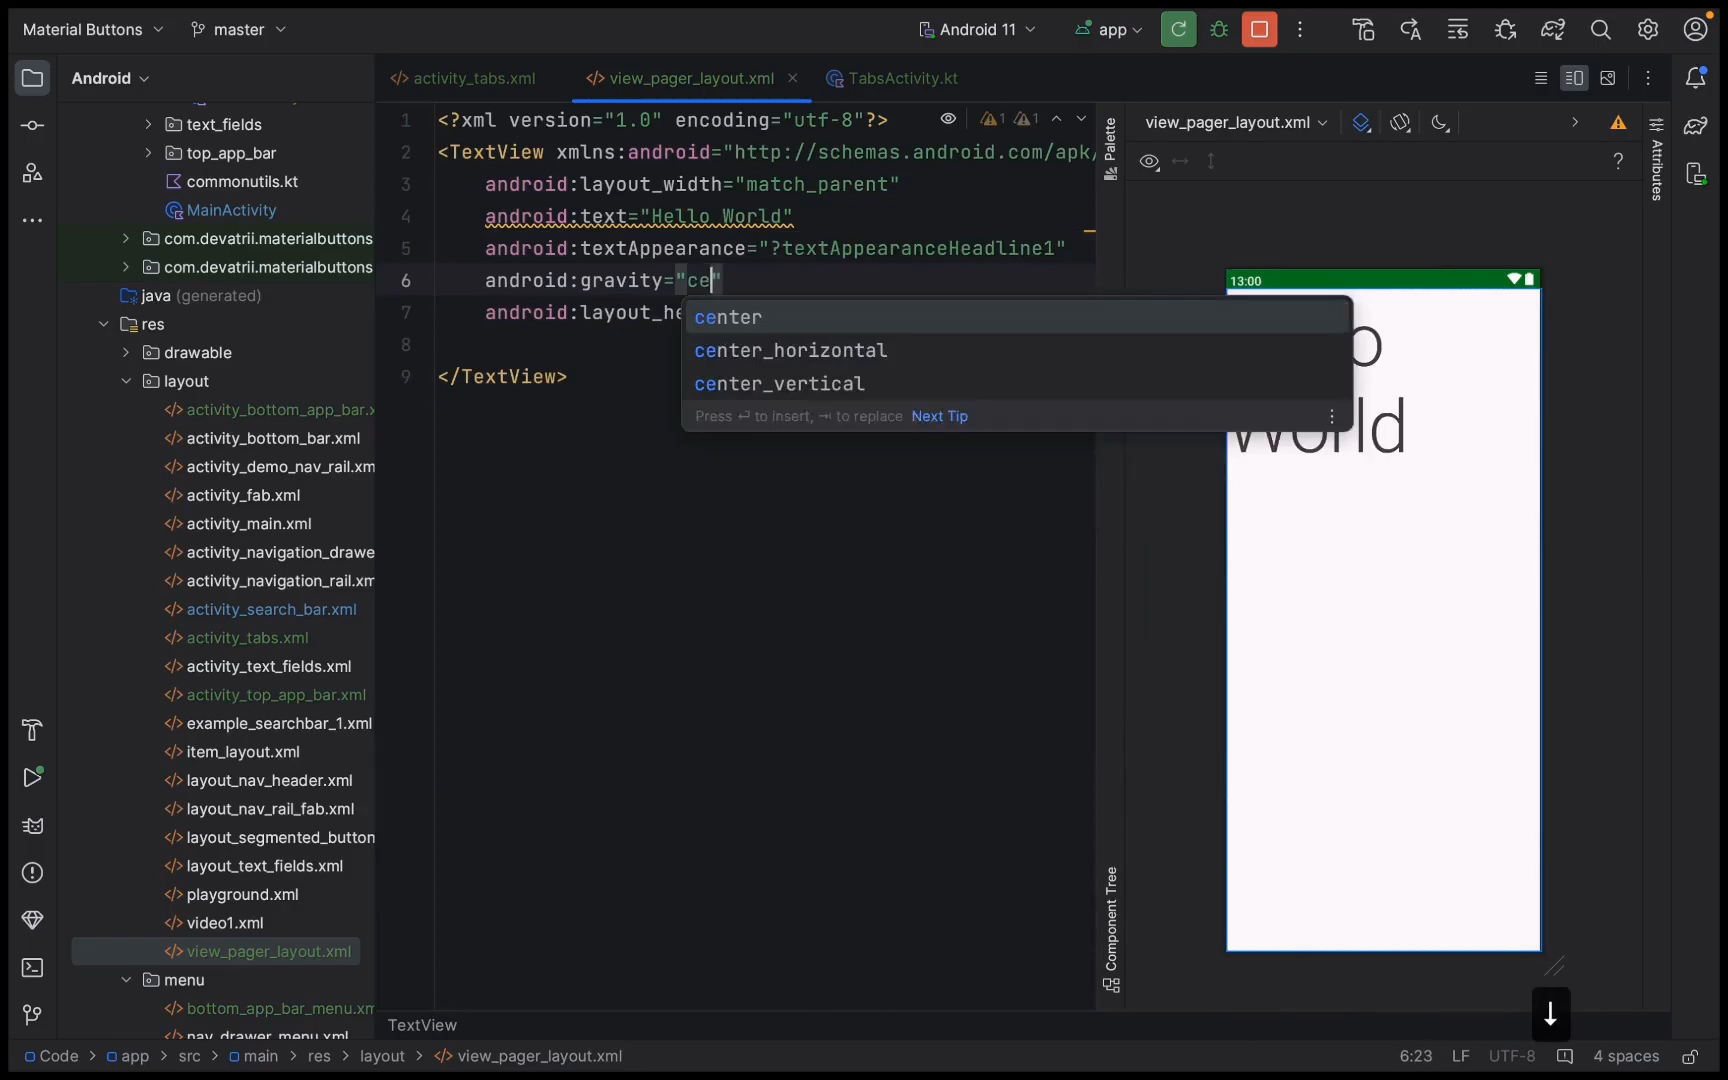 Material Buttons
master
Android 11
app
Android
activity_tabs.xml
view_pager_layout.xml
TabsActivity.kt
text_fields
top_app_bar
commonutils.kt
MainActivity
com.devatrii.materialbuttons
com.devatrii.materialbuttons
java (generated)
res
drawable
layout
activity_bottom_app_bar.x
activity_bottom_bar.xml
activity_demo_nav_rail.xm
activity_fab.xml
activity_main.xml
activity_navigation_drawe
activity_navigation_rail.xm
activity_search_bar.xml
activity_tabs.xml
activity_text_fields.xml
activity_top_app_bar.xml
example_searchbar_1.xml
item_layout.xml
layout_nav_header.xml
layout_nav_rail_fab.xml
layout_segmented_button
layout_text_fields.xml
playground.xml
video1.xml
view_pager_layout.xml
menu
bottom_app_bar_menu.xm
nav_drawer_menu.xml
1 <?xml version="1.0" encoding="utf-8"?>
2 <TextView xmlns:android="http://schemas.android.com/apk/
3 android:layout_width="match_parent"
4 android:text="Hello World"
5 android:textAppearance="?textAppearanceHeadline1"
6 android:gravity="ce"
7 android:layout_he
8
9 </TextView>
1 1
center
center_horizontal
center_vertical
Press ↵ to insert, ⇥ to replace Next Tip
Palette
Component Tree
view_pager_layout.xml
?
Attributes
13:00
o
World
↓
TextView
Code > app > src > main > res > layout > view_pager_layout.xml
6:23 LF UTF-8 4 spaces